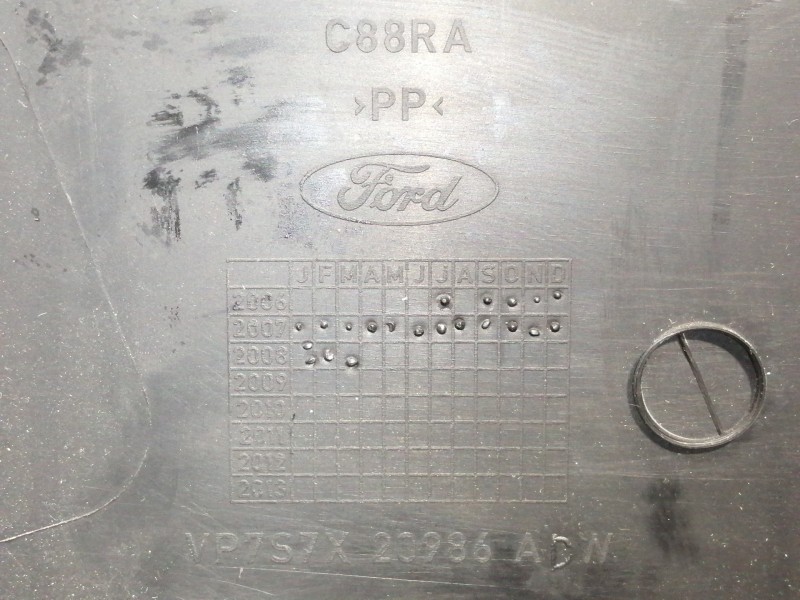 C88RA
>PP<
Ford
J F M A M J J A S O N D
2006
2007
2008
2009
2010
2011
2012
2013
VP7S7X 23986 ADW